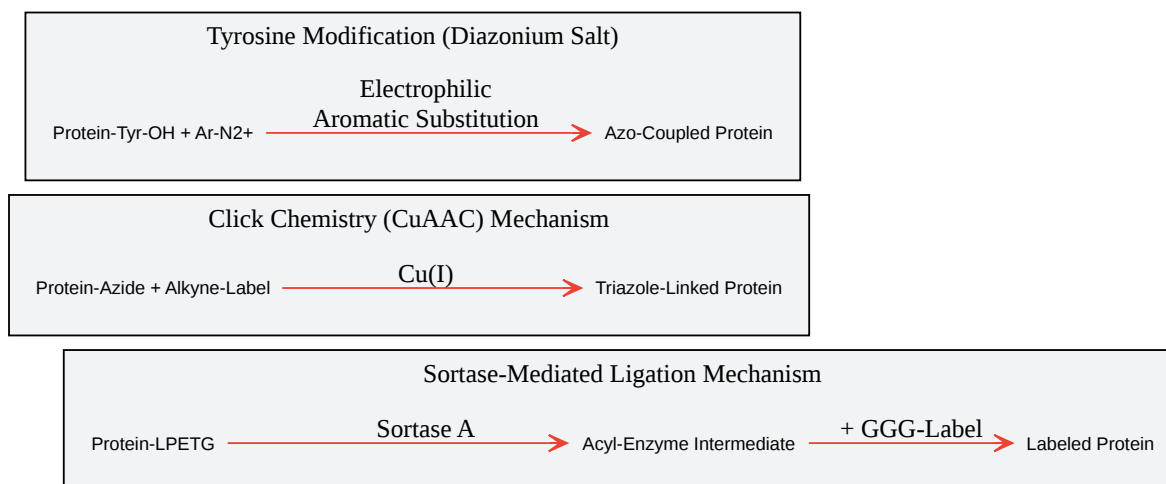 Tyrosine Modification (Diazonium Salt)
Electrophilic
Aromatic Substitution
Protein-Tyr-OH + Ar-N2+
Azo-Coupled Protein
Click Chemistry (CuAAC) Mechanism
Protein-Azide + Alkyne-Label
Cu(I)
Triazole-Linked Protein
Sortase-Mediated Ligation Mechanism
Protein-LPETG
Sortase A
Acyl-Enzyme Intermediate
+ GGG-Label
Labeled Protein